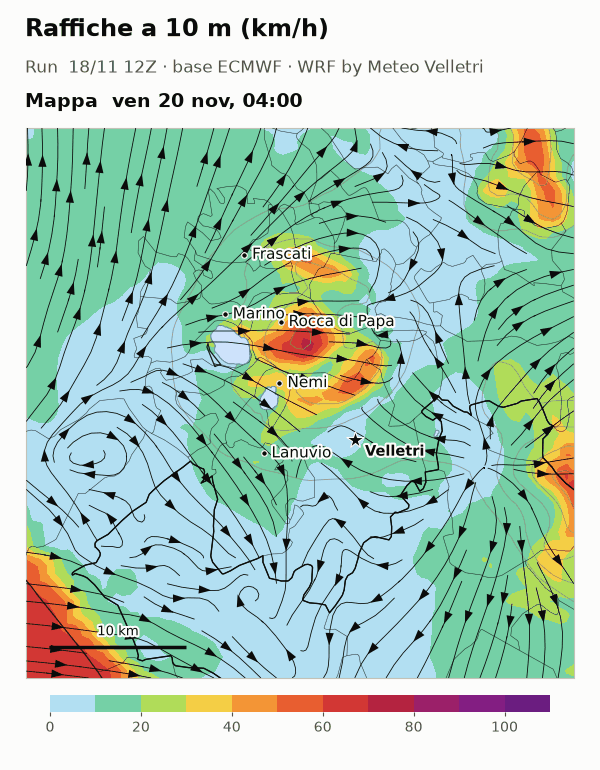 Raffiche a 10 m (km/h)
Run  18/11 12Z · base ECMWF · WRF by Meteo Velletri
Mappa  ven 20 nov, 04:00
Frascati
Marino
Rocca di Papa
Nemi
Velletri
Lanuvio
10 km
0 20 40 60 80 100